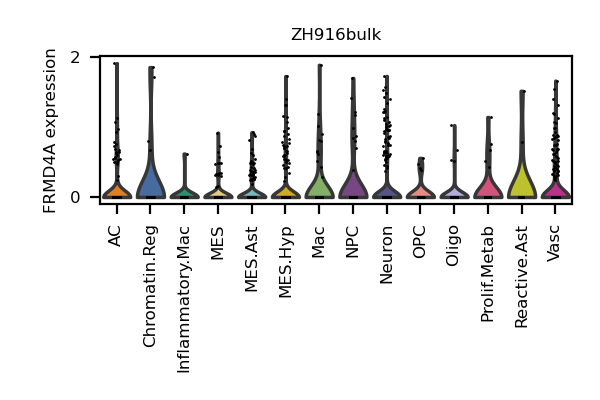 ZH916bulk
FRMD4A expression
2
0
AC
Chromatin.Reg
Inflammatory.Mac
MES
MES.Ast
MES.Hyp
Mac
NPC
Neuron
OPC
Oligo
Prolif.Metab
Reactive.Ast
Vasc